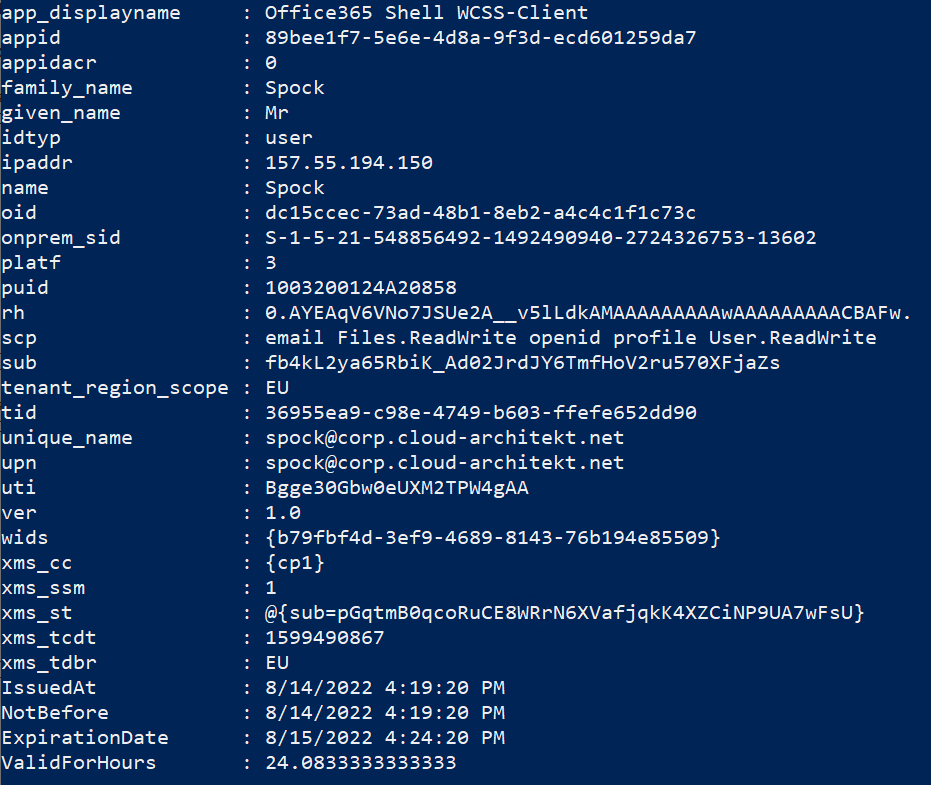 app_displayname : Office365 Shell WCSS-Client
appid : 89bee1f7-5e6e-4d8a-9f3d-ecd601259da7
appidacr : 0
family_name : Spock
given_name : Mr
idtyp : user
ipaddr : 157.55.194.150
name : Spock
oid : dc15ccec-73ad-48b1-8eb2-a4c4c1f1c73c
onprem_sid : S-1-5-21-548856492-1492490940-2724326753-13602
platf : 3
puid : 1003200124A20858
rh : 0.AYEAqV6VNo7JSUe2A__v5lLdkAMAAAAAAAAAwAAAAAAAAACBAFw.
scp : email Files.ReadWrite openid profile User.ReadWrite
sub : fb4kL2ya65RbiK_Ad02JrdJY6TmfHoV2ru570XFjaZs
tenant_region_scope : EU
tid : 36955ea9-c98e-4749-b603-ffefe652dd90
unique_name : spock@corp.cloud-architekt.net
upn : spock@corp.cloud-architekt.net
uti : Bgge30Gbw0eUXM2TPW4gAA
ver : 1.0
wids : {b79fbf4d-3ef9-4689-8143-76b194e85509}
xms_cc : {cp1}
xms_ssm : 1
xms_st : @{sub=pGqtmB0qcoRuCE8WRrN6XVafjqkK4XZCiNP9UA7wFsU}
xms_tcdt : 1599490867
xms_tdbr : EU
IssuedAt : 8/14/2022 4:19:20 PM
NotBefore : 8/14/2022 4:19:20 PM
ExpirationDate : 8/15/2022 4:24:20 PM
ValidForHours : 24.0833333333333